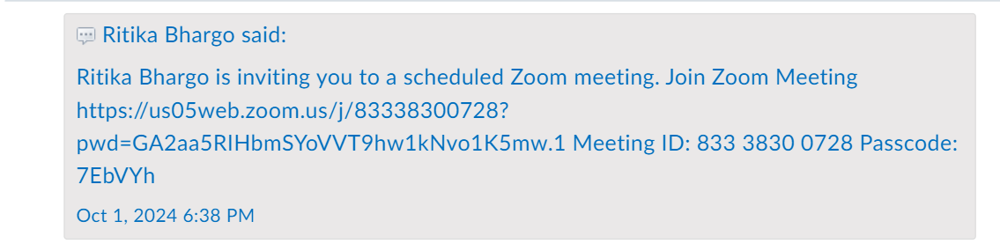 Ritika Bhargo said:
Ritika Bhargo is inviting you to a scheduled Zoom meeting. Join Zoom Meeting
https://us05web.zoom.us/j/83338300728?
pwd=GA2aa5RIHbmSYoVVT9hw1kNvo1K5mw.1 Meeting ID: 833 3830 0728 Passcode:
7EbVYh
Oct 1, 2024 6:38 PM